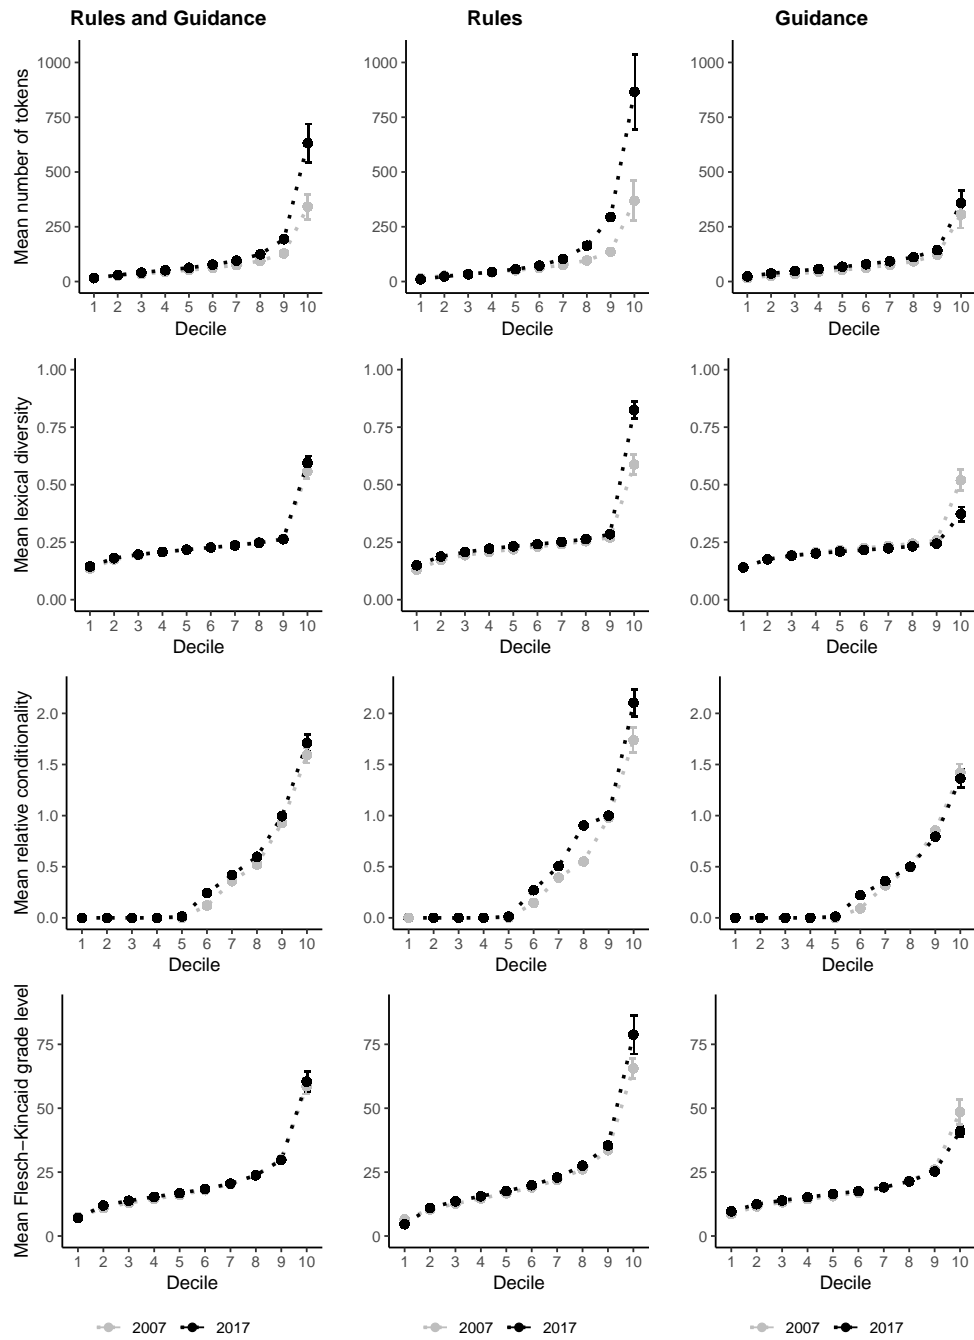 Rules and Guidance Rules Guidance
Mean number of tokens
1000 1000 1000
750 750 750
500 500 500
250 250 250
0 0 0
1 2 3 4 5 6 7 8 9 10 1 2 3 4 5 6 7 8 9 10 1 2 3 4 5 6 7 8 9 10
Decile Decile Decile
Mean lexical diversity
1.00 1.00 1.00
0.75 0.75 0.75
0.50 0.50 0.50
0.25 0.25 0.25
0.00 0.00 0.00
1 2 3 4 5 6 7 8 9 10 1 2 3 4 5 6 7 8 9 10 1 2 3 4 5 6 7 8 9 10
Decile Decile Decile
Mean relative conditionality
2.0 2.0 2.0
1.5 1.5 1.5
1.0 1.0 1.0
0.5 0.5 0.5
0.0 0.0 0.0
1 2 3 4 5 6 7 8 9 10 1 2 3 4 5 6 7 8 9 10 1 2 3 4 5 6 7 8 9 10
Decile Decile Decile
Mean Flesch−Kincaid grade level
75 75 75
50 50 50
25 25 25
0 0 0
1 2 3 4 5 6 7 8 9 10 1 2 3 4 5 6 7 8 9 10 1 2 3 4 5 6 7 8 9 10
Decile Decile Decile
2007 2017 2007 2017 2007 2017